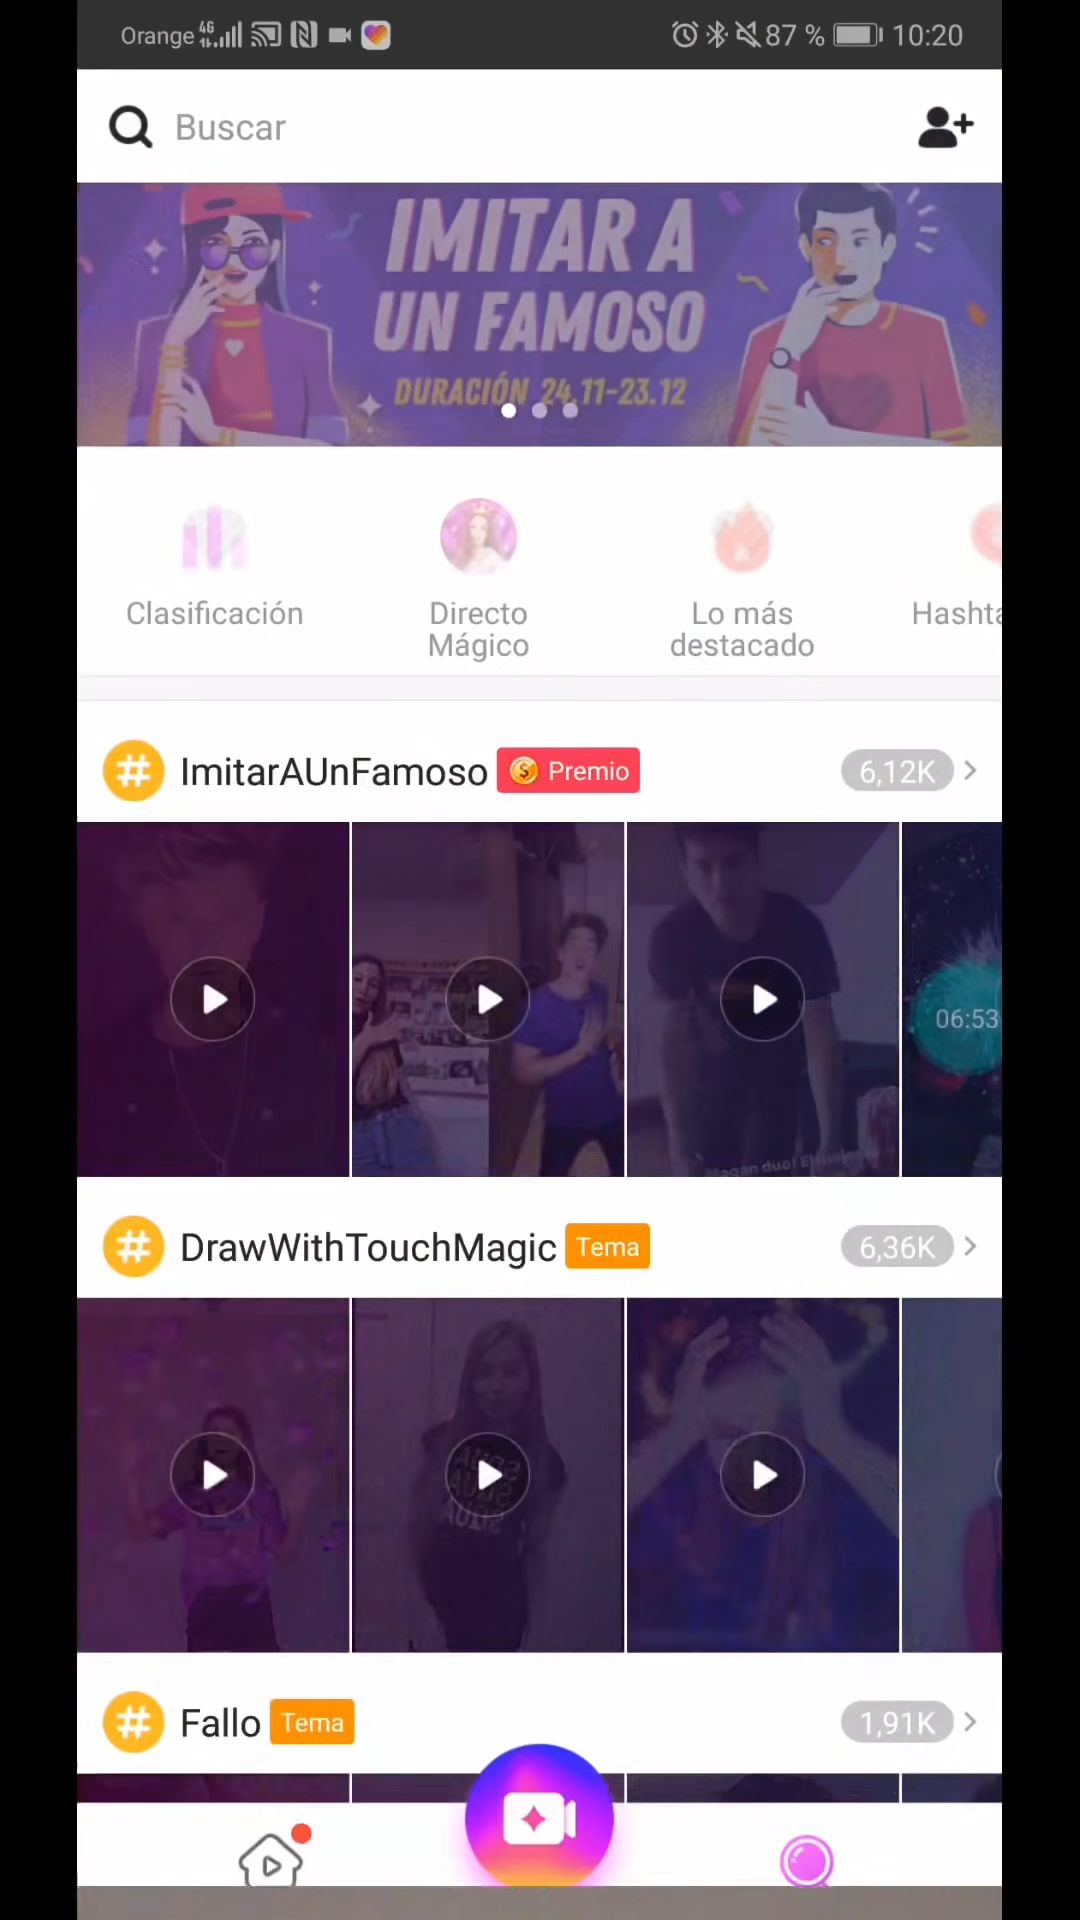 Orange 4G 87 % 10:20
Buscar
IMITAR A
UN FAMOSO
DURACIÓN 24.11-23.12
Clasificación
Directo
Mágico
Lo más
destacado
Hashta
# ImitarAUnFamoso Premio 6,12K
06:53
# DrawWithTouchMagic Tema 6,36K
# Fallo Tema 1,91K